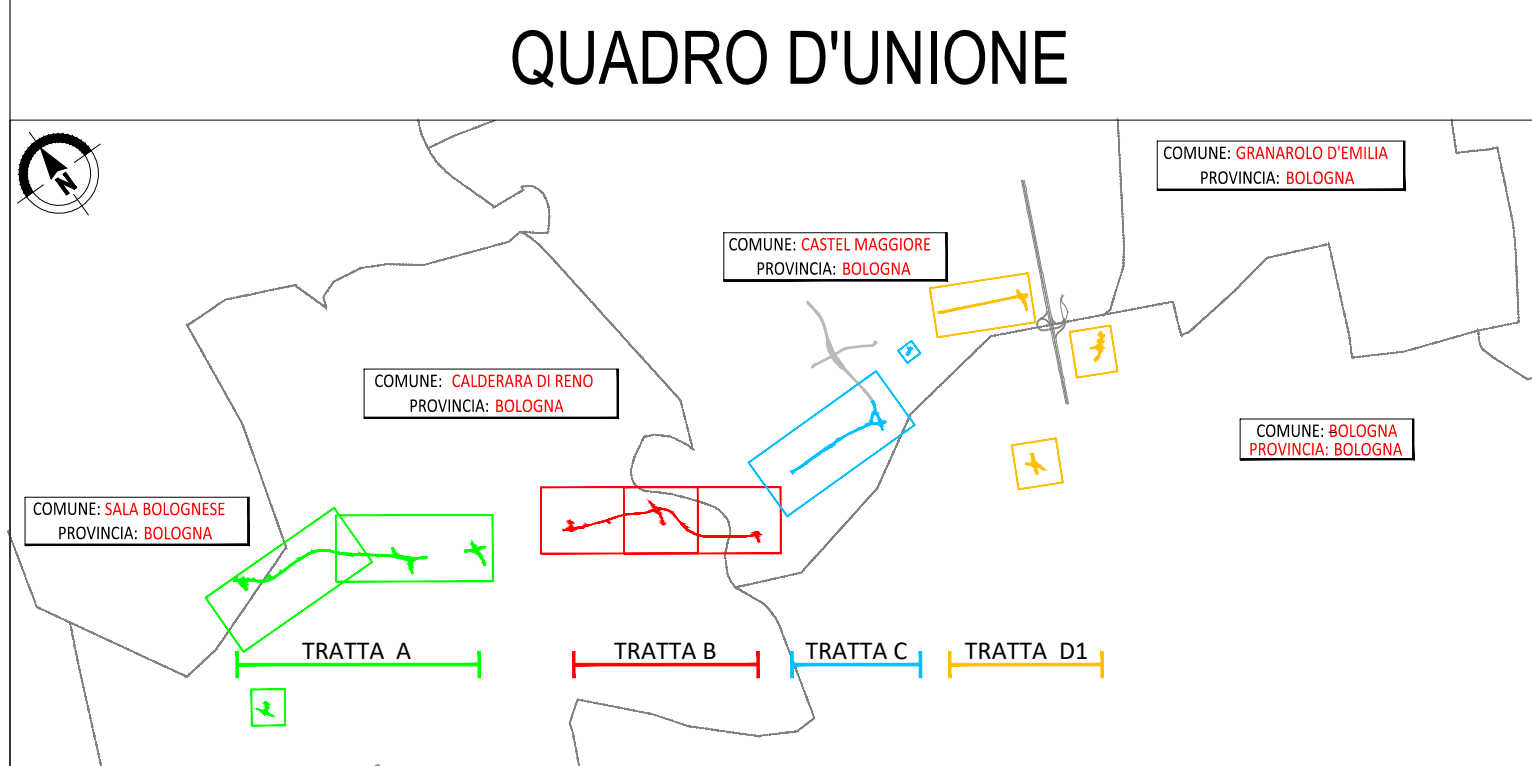 QUADRO D'UNIONE
N
COMUNE: GRANAROLO D'EMILIA
PROVINCIA: BOLOGNA
COMUNE: CASTEL MAGGIORE
PROVINCIA: BOLOGNA
COMUNE: CALDERARA DI RENO
PROVINCIA: BOLOGNA
COMUNE: BOLOGNA
PROVINCIA: BOLOGNA
COMUNE: SALA BOLOGNESE
PROVINCIA: BOLOGNA
TRATTA A
TRATTA B
TRATTA C
TRATTA D1